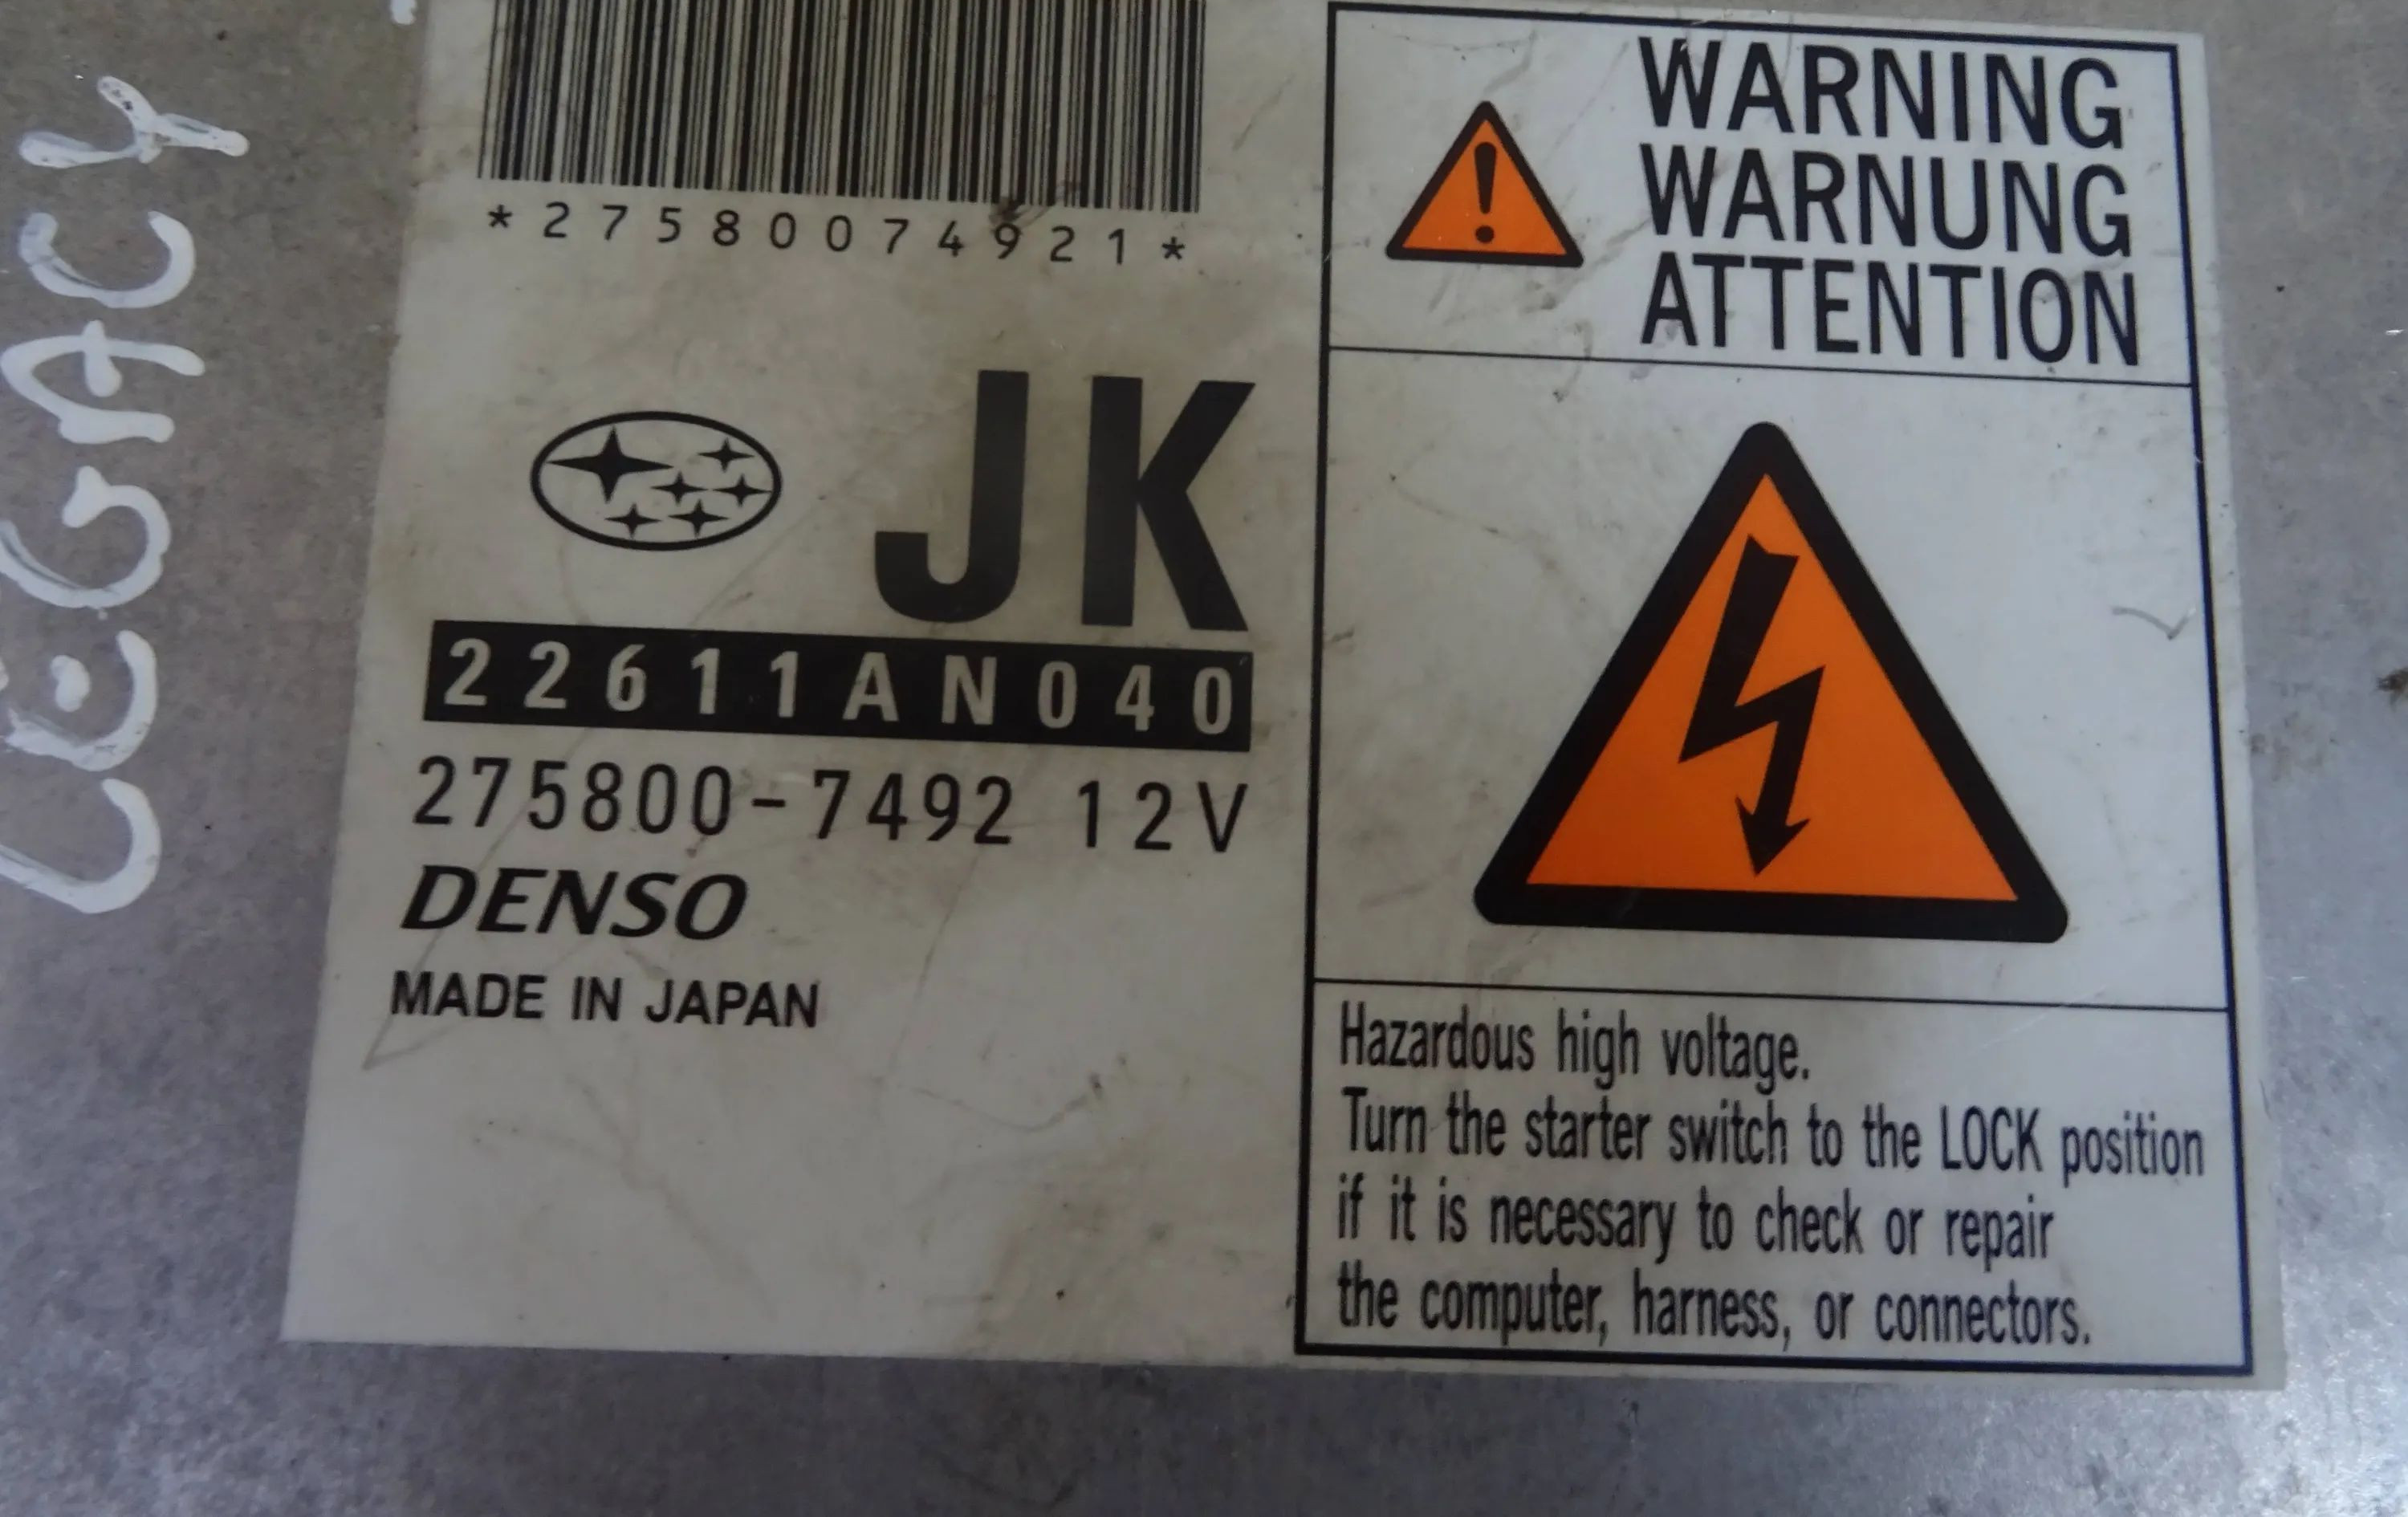 LEGACY
*27580074921*
JK
22611AN040
275800-7492 12V
DENSO
MADE IN JAPAN
WARNING
WARNUNG
ATTENTION
Hazardous high voltage.
Turn the starter switch to the LOCK position
if it is necessary to check or repair
the computer, harness, or connectors.